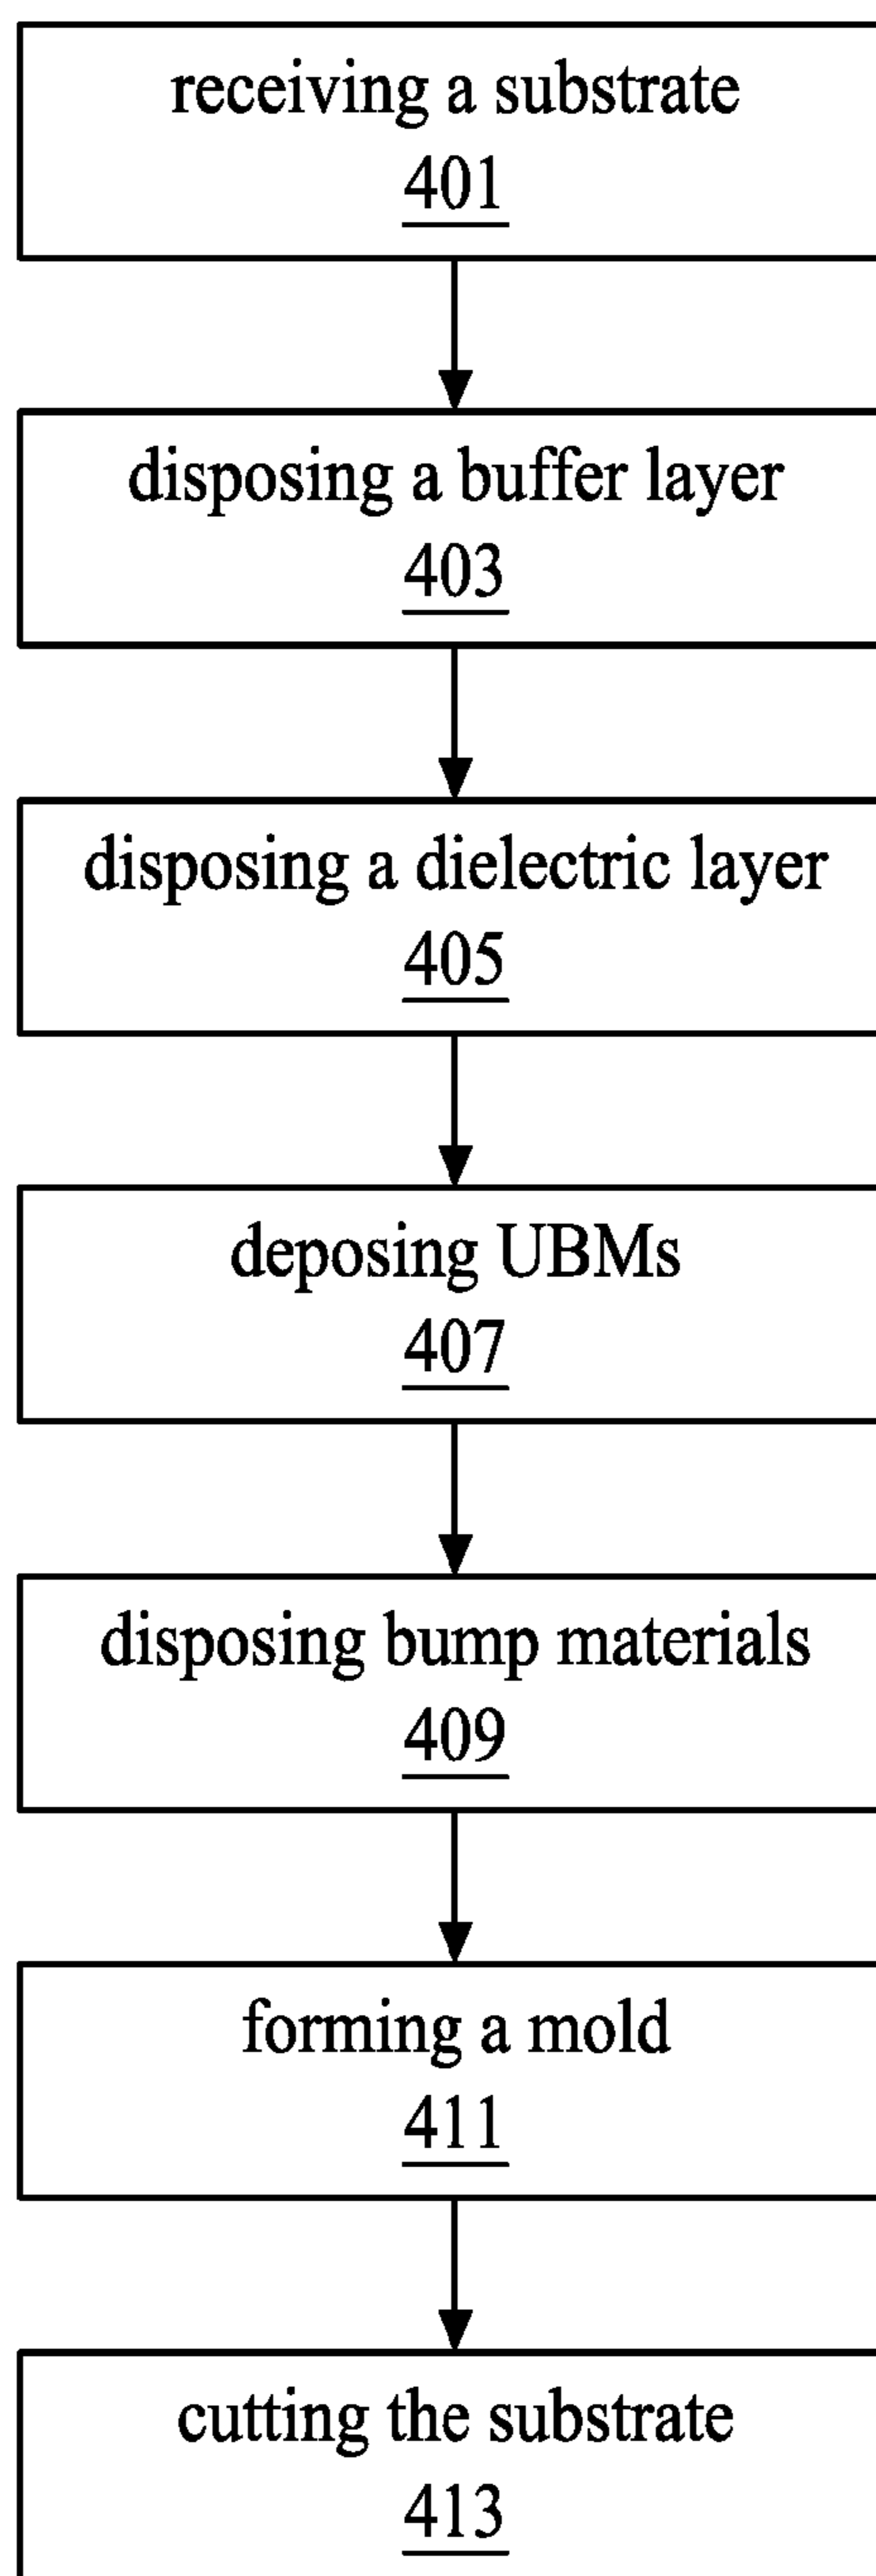 receiving a substrate
401
disposing a buffer layer
403
disposing a dielectric layer
405
deposing UBMs
407
disposing bump materials
409
forming a mold
411
cutting the substrate
413